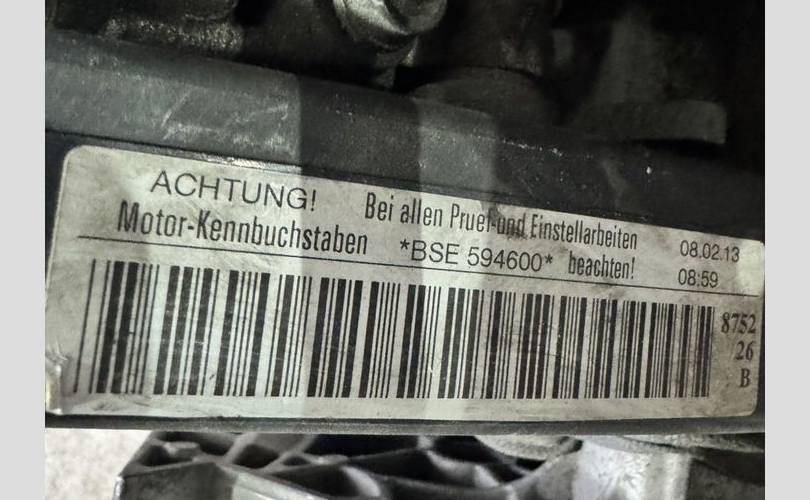 ACHTUNG! Bei allen Pruef-und Einstellarbeiten 08.02.13
Motor-Kennbuchstaben *BSE 594600* beachten! 08:59
8752
26
B